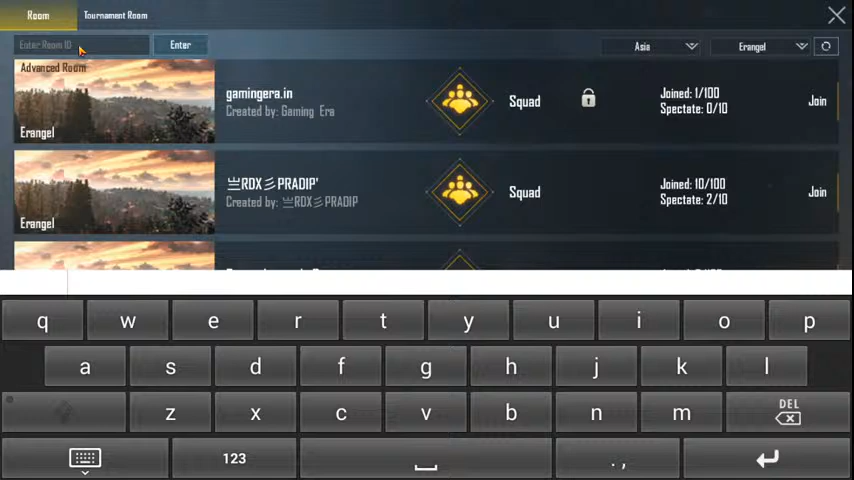 Room Tournament Room
Enter Room ID Enter Asia Erangel
Advanced Room
gamingera.in
Created by: Gaming Era
Squad
Joined: 1/100
Spectate: 0/10
Join
Erangel
亗RDX彡PRADIP'
Created by: 亗RDX彡PRADIP
Squad
Joined: 10/100
Spectate: 2/10
Join
Erangel
q w e r t y u i o p
a s d f g h j k l
z x c v b n m DEL
123 . ,